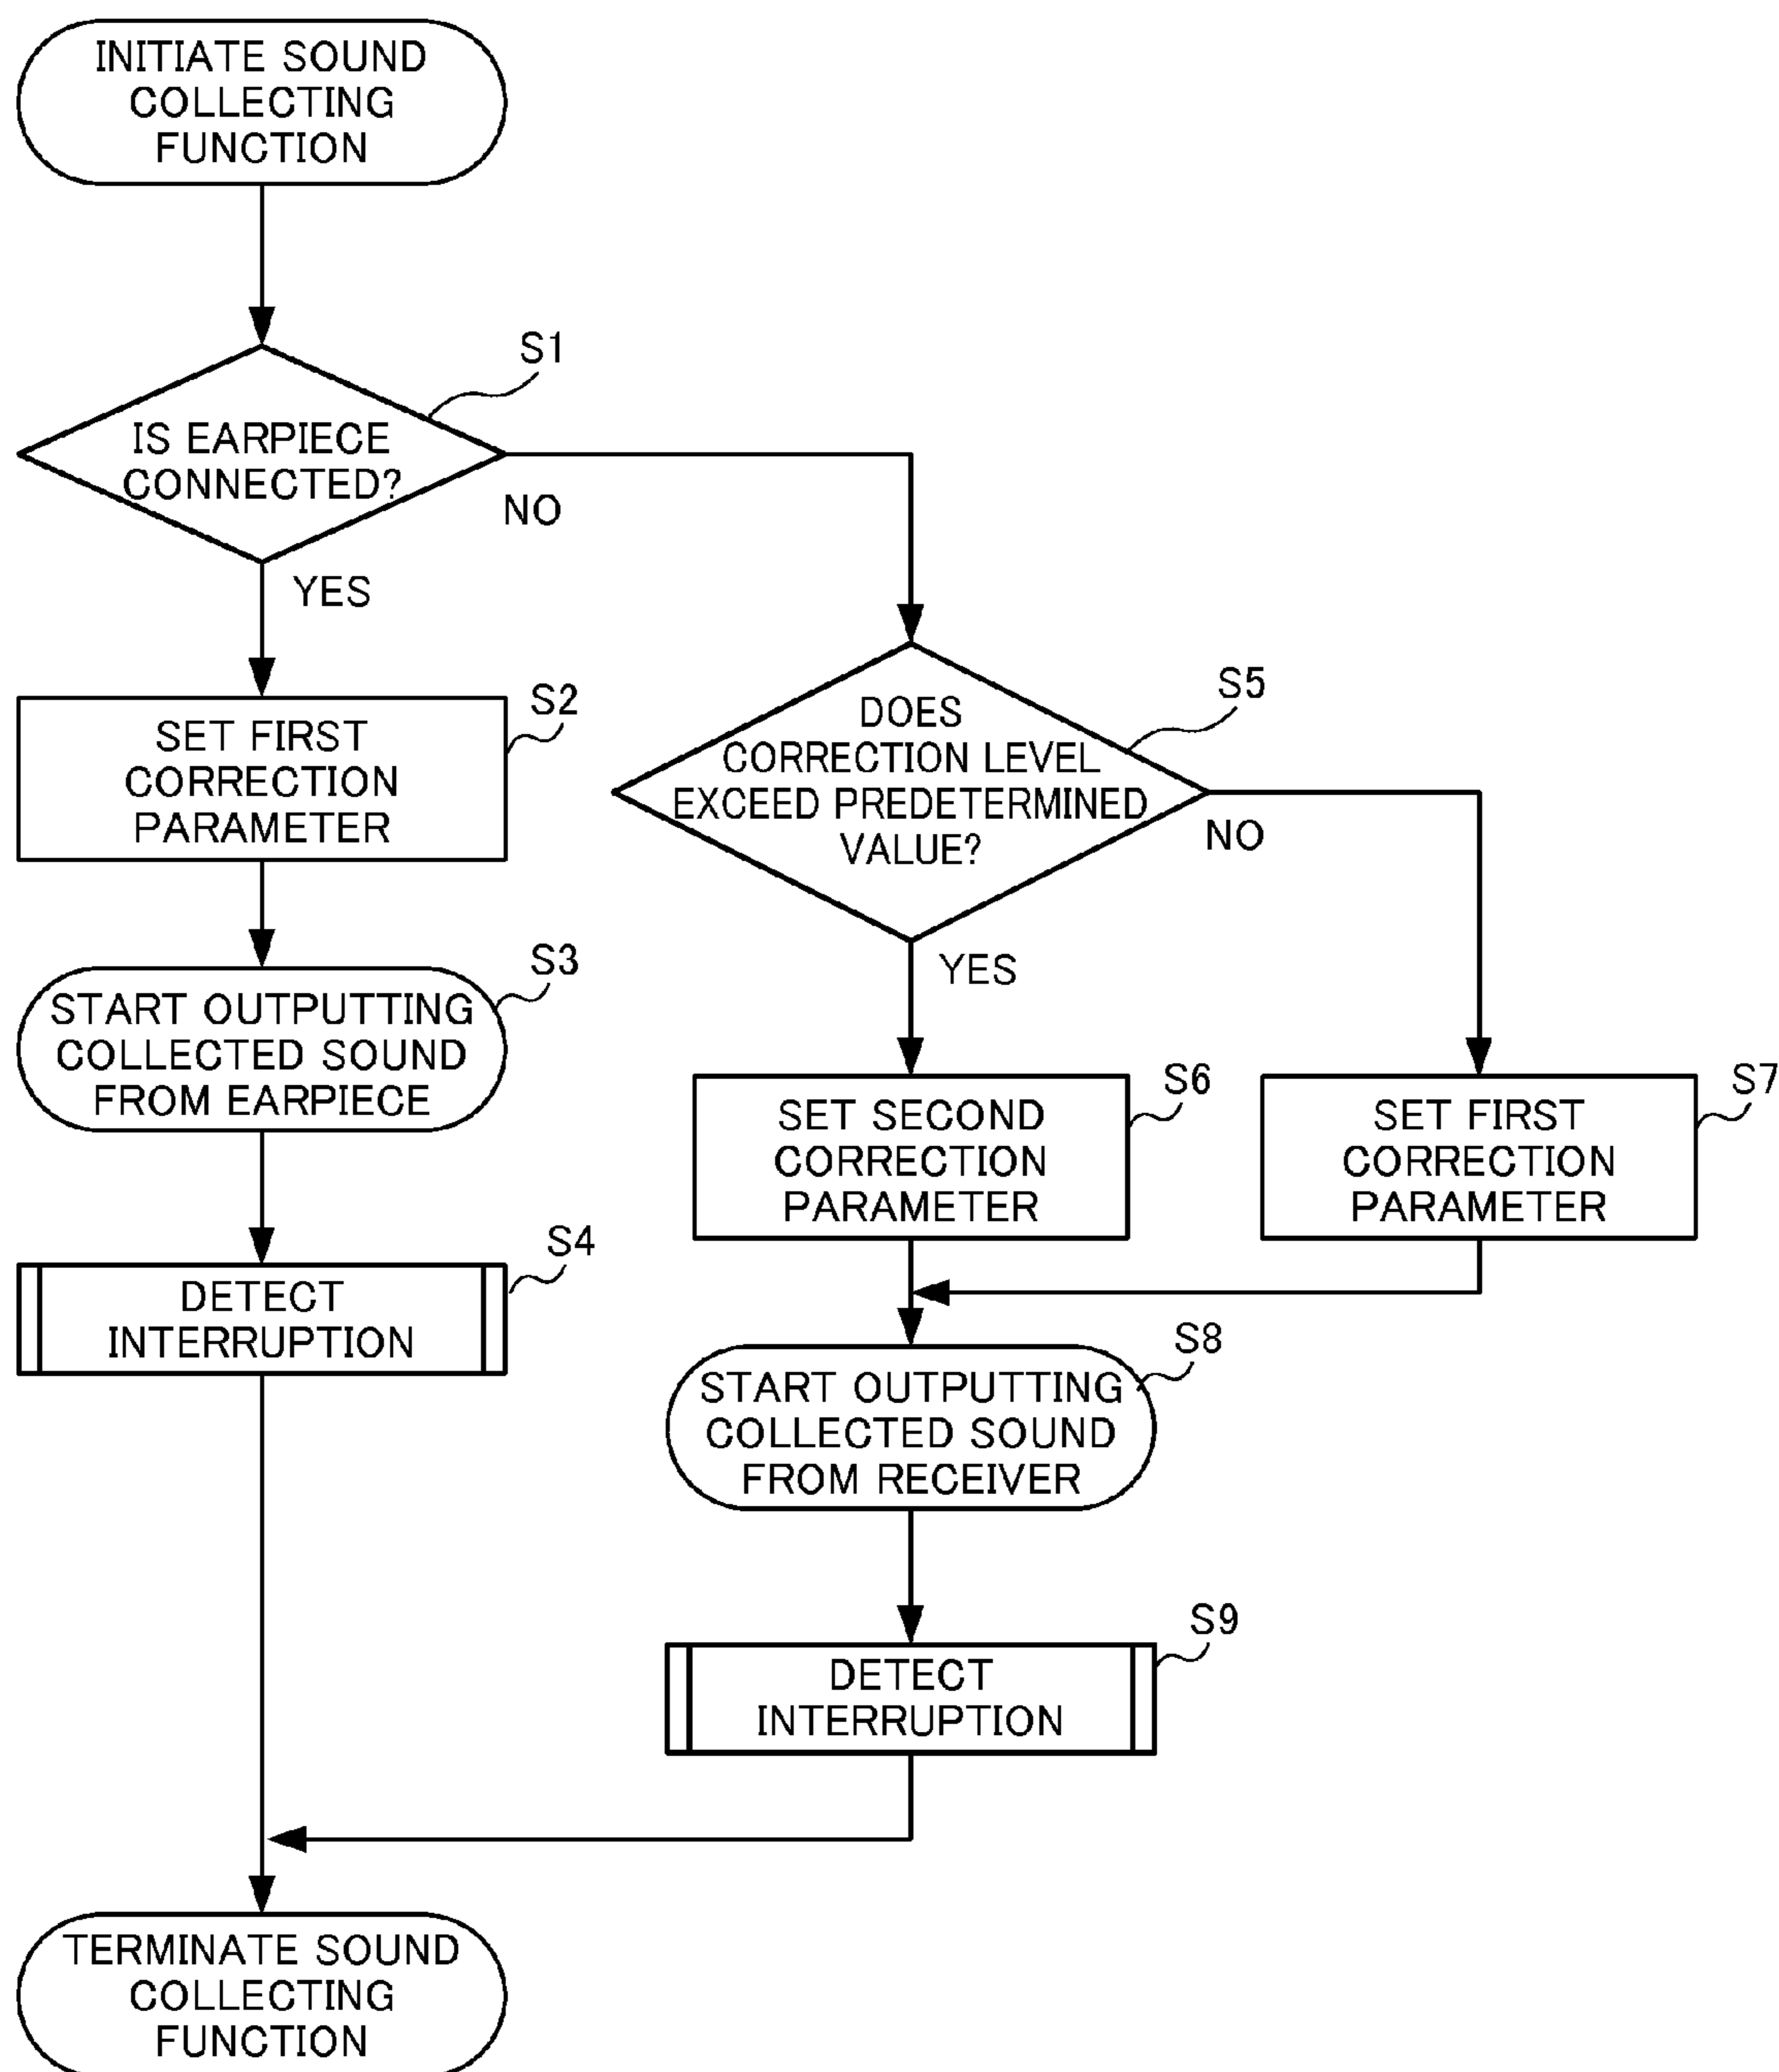 INITIATE SOUND
COLLECTING
FUNCTION
S1
IS EARPIECE
CONNECTED?
NO
YES
S2
SET FIRST
CORRECTION
PARAMETER
S3
START OUTPUTTING
COLLECTED SOUND
FROM EARPIECE
S4
DETECT
INTERRUPTION
S5
DOES
CORRECTION LEVEL
EXCEED PREDETERMINED
VALUE?
NO
YES
S6
SET SECOND
CORRECTION
PARAMETER
S7
SET FIRST
CORRECTION
PARAMETER
S8
START OUTPUTTING
COLLECTED SOUND
FROM RECEIVER
S9
DETECT
INTERRUPTION
TERMINATE SOUND
COLLECTING
FUNCTION